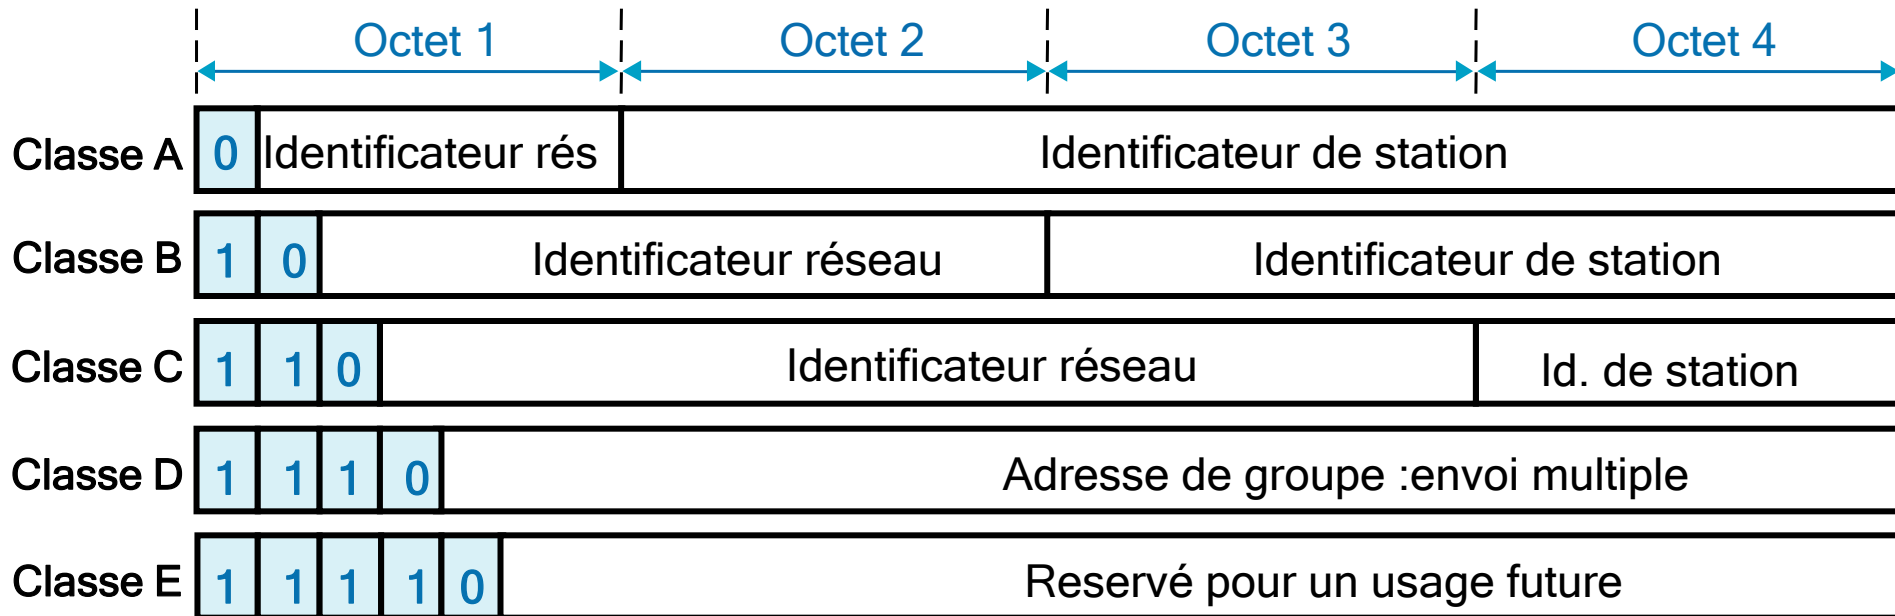 Octet 1 Octet 2 Octet 3 Octet 4
Classe A 0 Identificateur rés Identificateur de station
Classe B 1 0 Identificateur réseau Identificateur de station
Classe C 1 1 0 Identificateur réseau Id. de station
Classe D 1 1 1 0 Adresse de groupe :envoi multiple
Classe E 1 1 1 1 0 Reservé pour un usage future